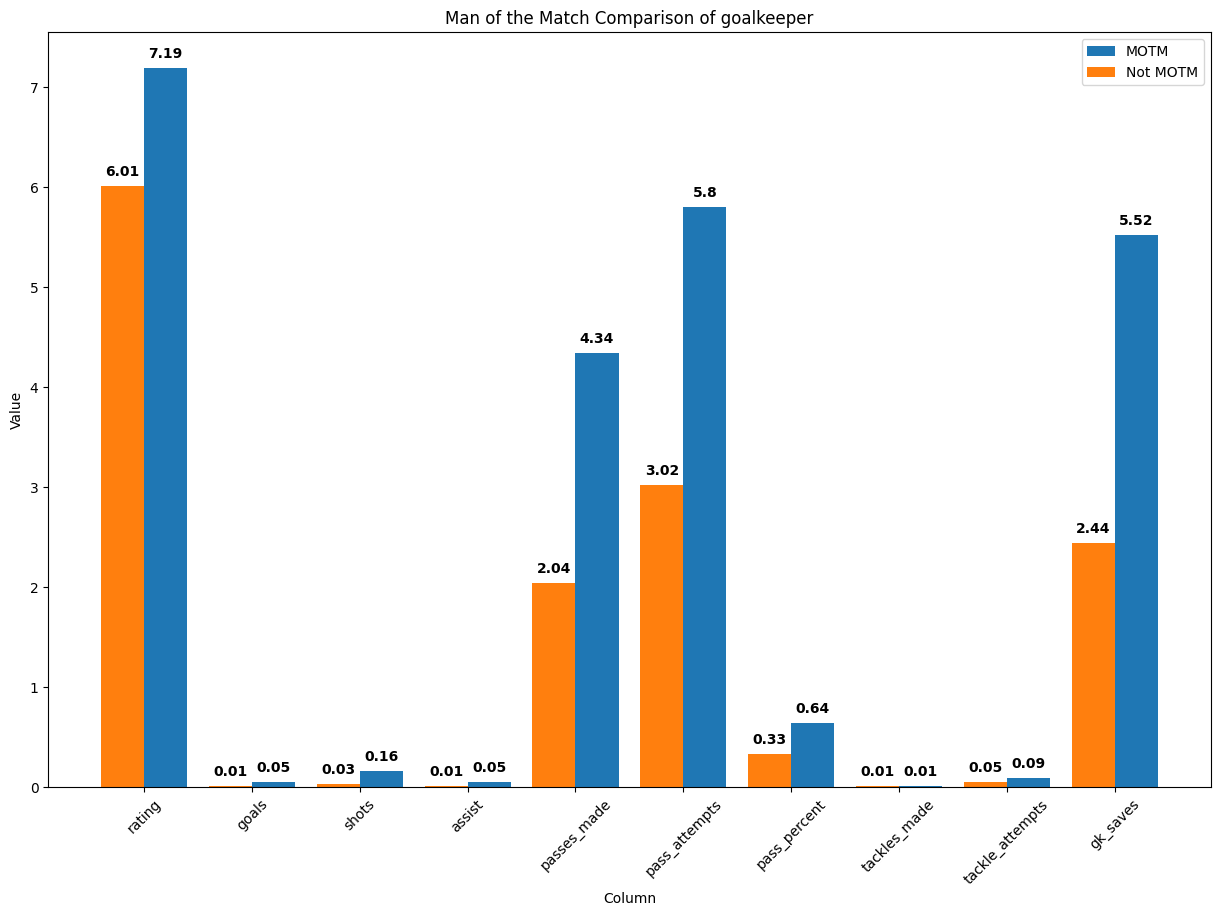 Man of the Match Comparison of goalkeeper
MOTM
Not MOTM
Value
7
6
5
4
3
2
1
0
6.01
7.19
0.01
0.05
0.03
0.16
0.01
0.05
2.04
4.34
3.02
5.8
0.33
0.64
0.01
0.01
0.05
0.09
2.44
5.52
rating
goals
shots
assist
passes_made
pass_attempts
pass_percent
tackles_made
tackle_attempts
gk_saves
Column